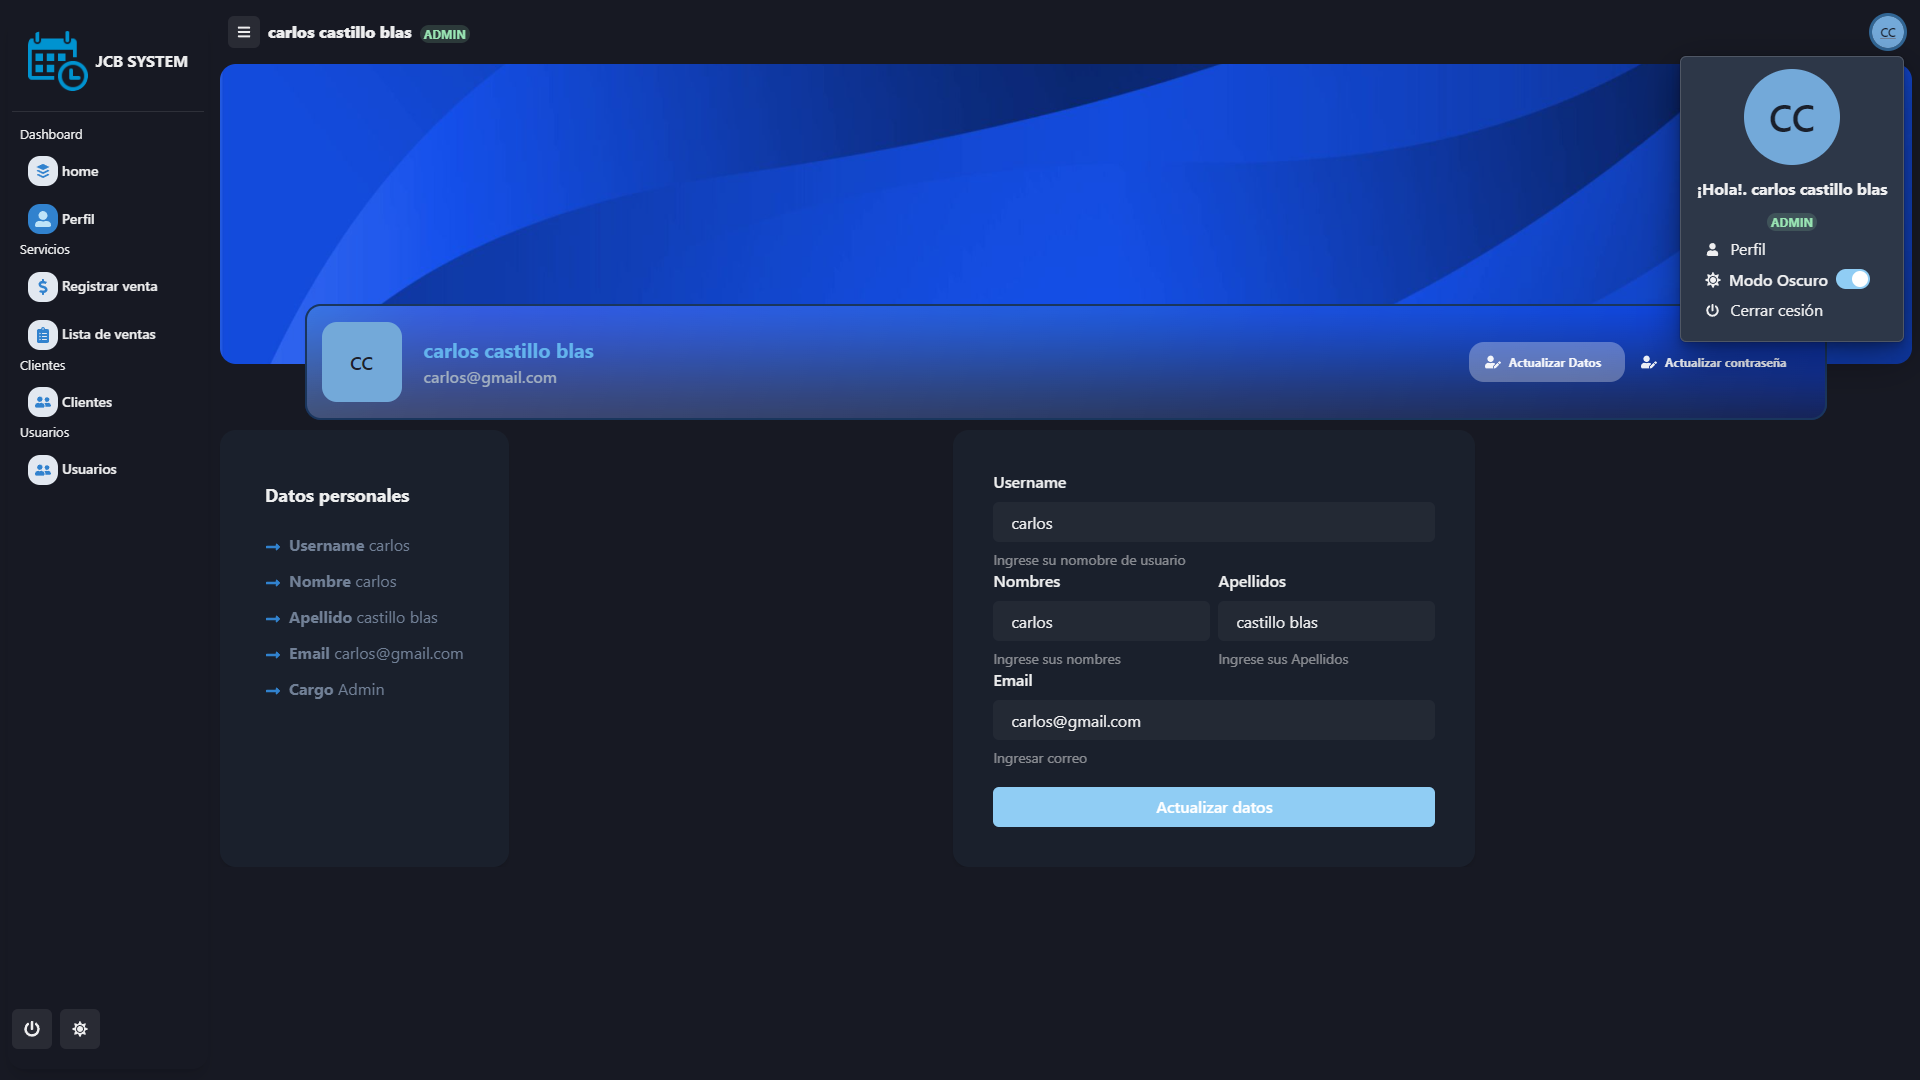 JCB SYSTEM
Dashboard
home
Perfil
Servicios
Registrar venta
Lista de ventas
Clientes
Clientes
Usuarios
Usuarios
carlos castillo blas ADMIN
CC
CC
¡Hola!. carlos castillo blas
ADMIN
Perfil
Modo Oscuro
Cerrar cesión
CC
carlos castillo blas
carlos@gmail.com
Actualizar Datos
Actualizar contraseña
Datos personales
Username carlos
Nombre carlos
Apellido castillo blas
Email carlos@gmail.com
Cargo Admin
Username
carlos
Ingrese su nomobre de usuario
Nombres
carlos
Ingrese sus nombres
Apellidos
castillo blas
Ingrese sus Apellidos
Email
carlos@gmail.com
Ingresar correo
Actualizar datos